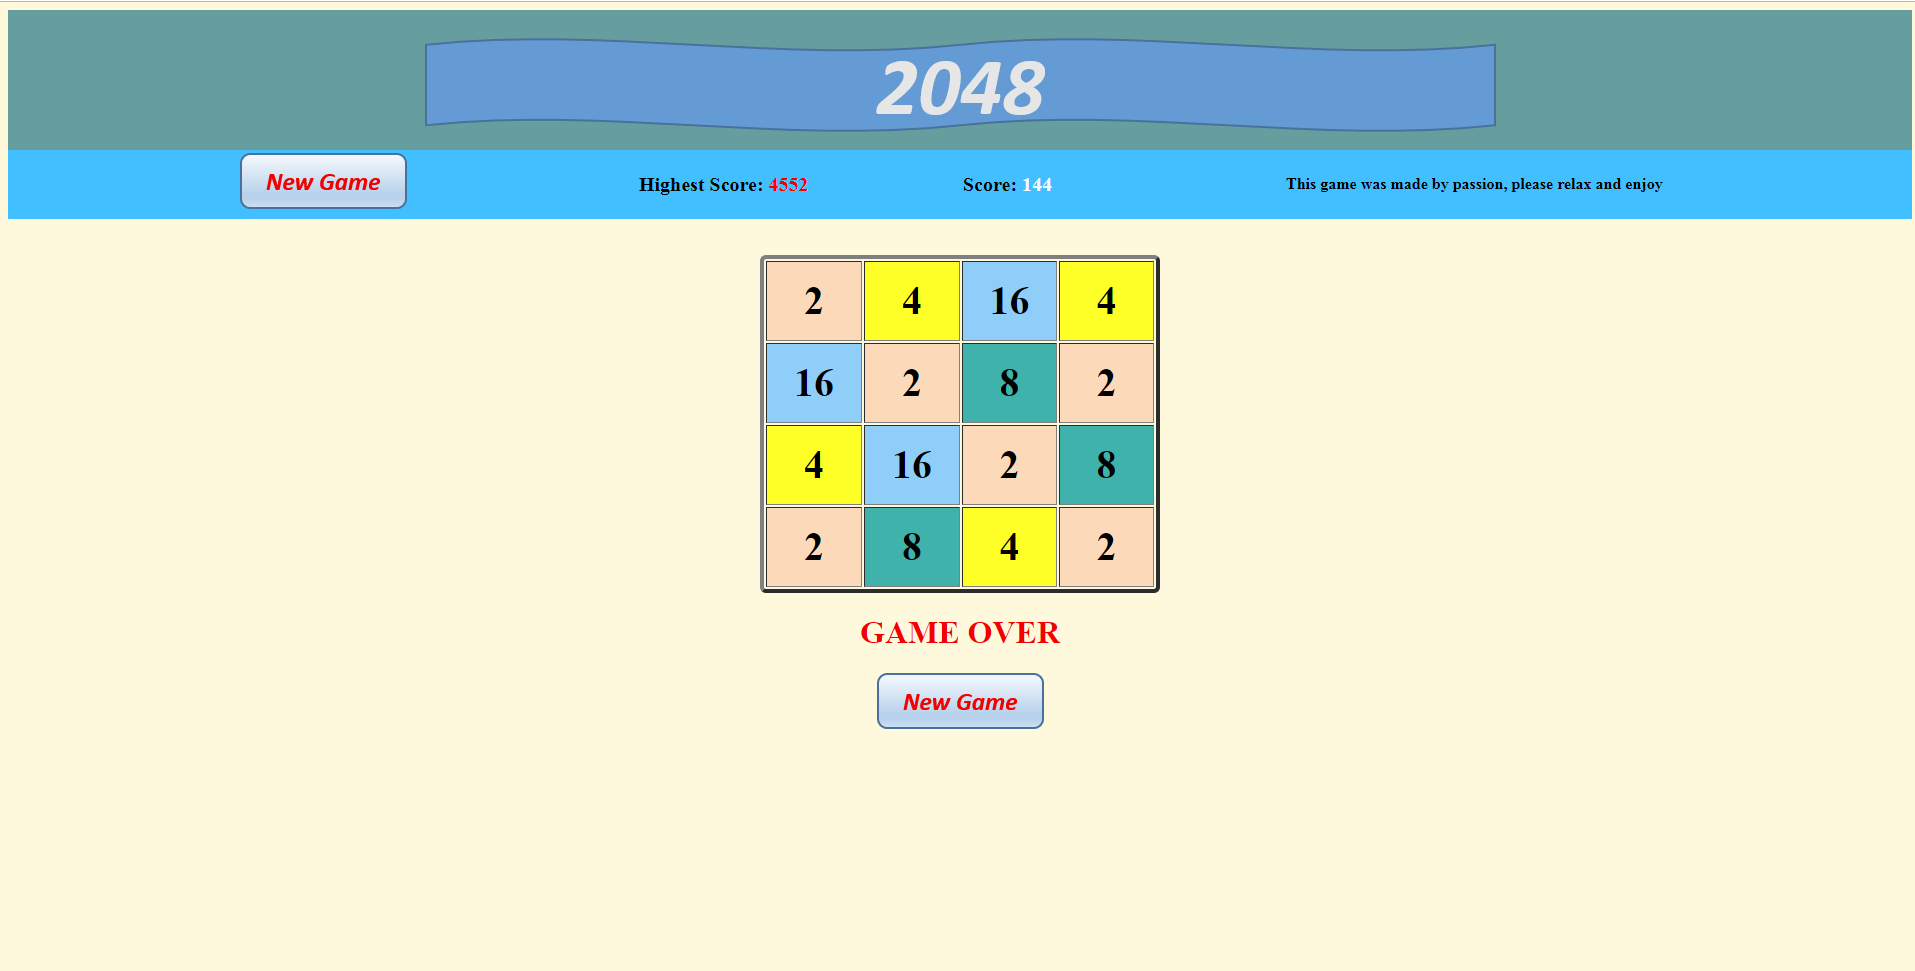 2048
New Game
Highest Score: 4552
Score: 144
This game was made by passion, please relax and enjoy
2 4 16 4
16 2 8 2
4 16 2 8
2 8 4 2
GAME OVER
New Game